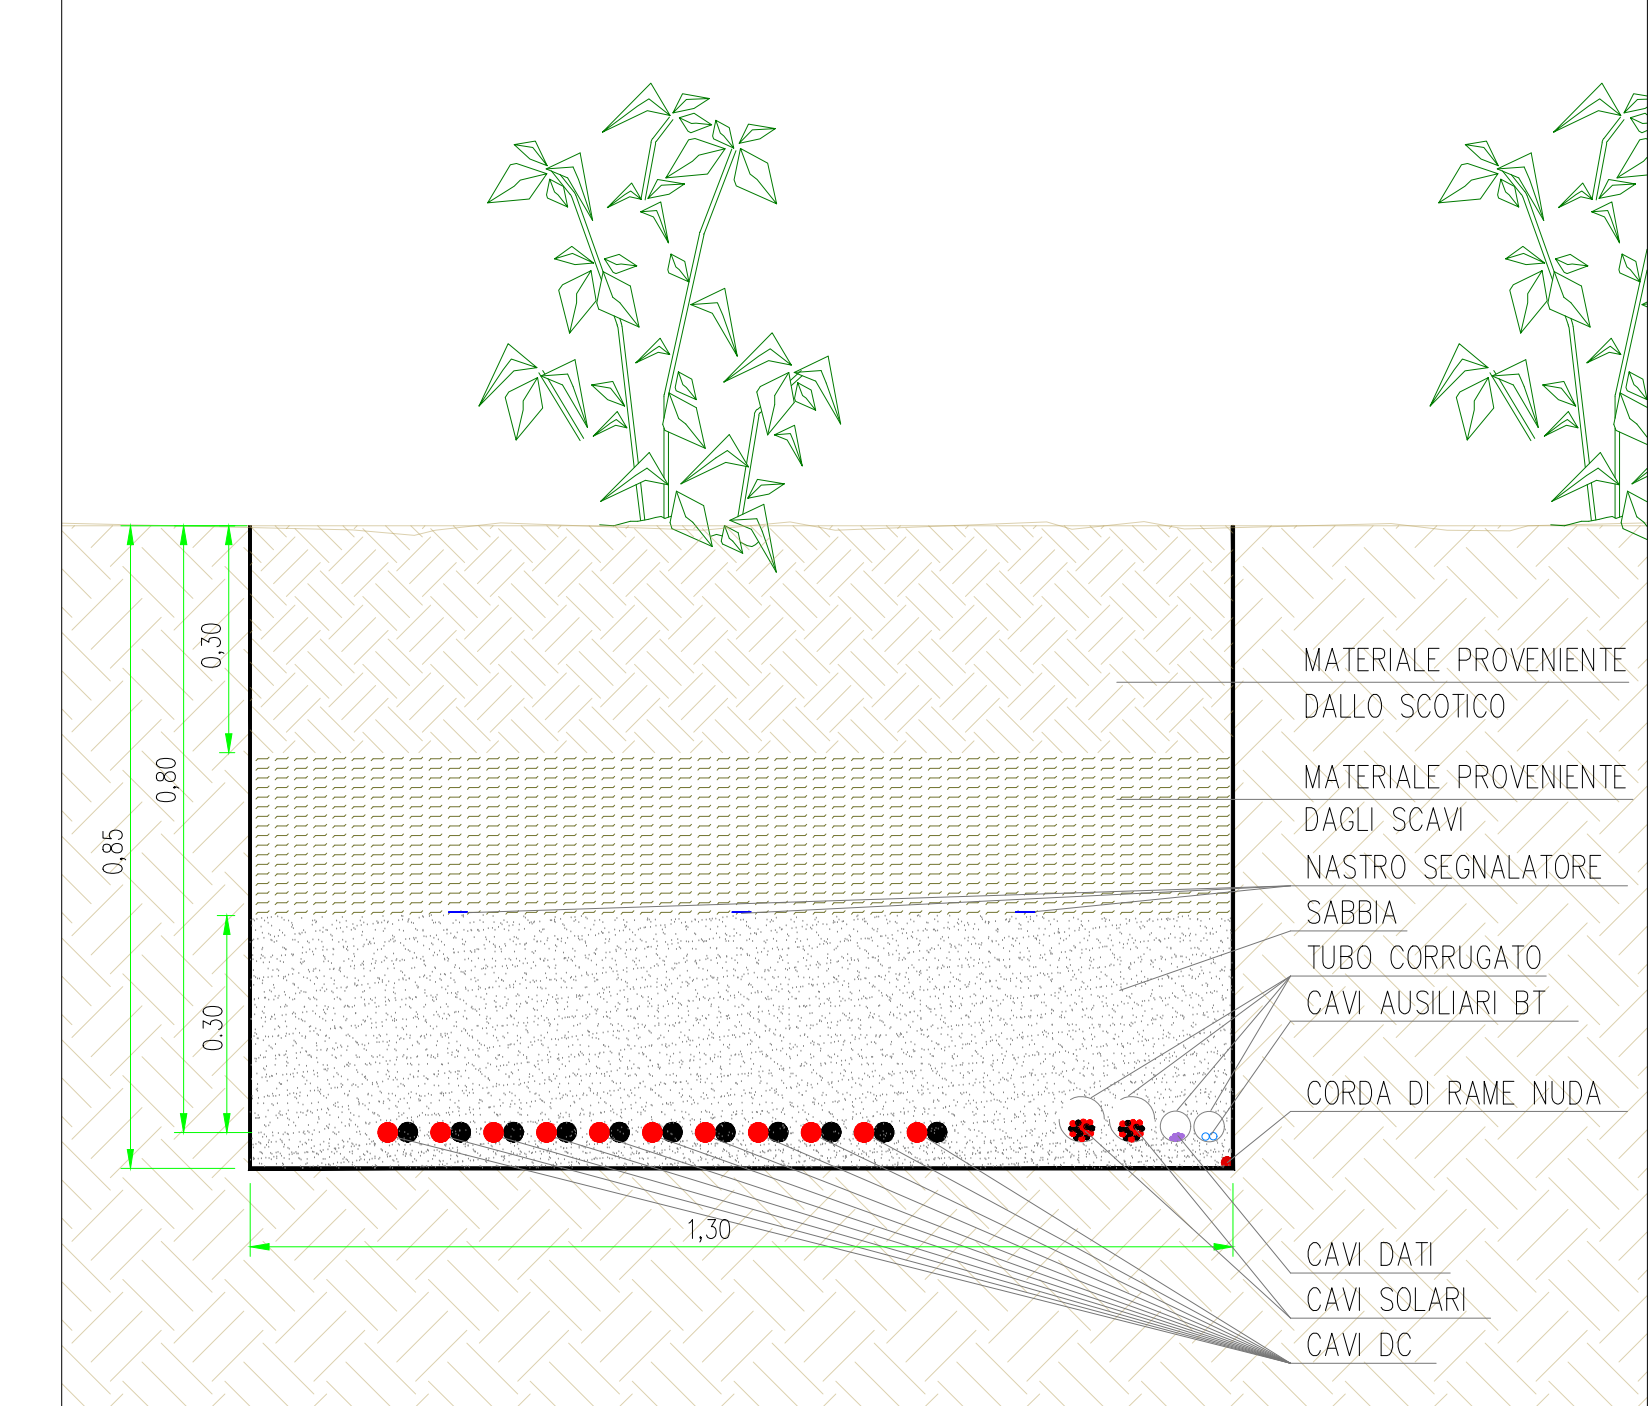 0,30
MATERIALE PROVENIENTE
DALLO SCOTICO
0,80
MATERIALE PROVENIENTE
DAGLI SCAVI
0,85
NASTRO SEGNALATORE
SABBIA
TUBO CORRUGATO
CAVI AUSILIARI BT
0.30
CORDA DI RAME NUDA
1,30
CAVI DATI
CAVI SOLARI
CAVI DC